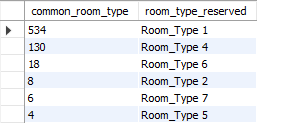 common_room_type room_type_reserved
534 Room_Type 1
130 Room_Type 4
18 Room_Type 6
8 Room_Type 2
6 Room_Type 7
4 Room_Type 5